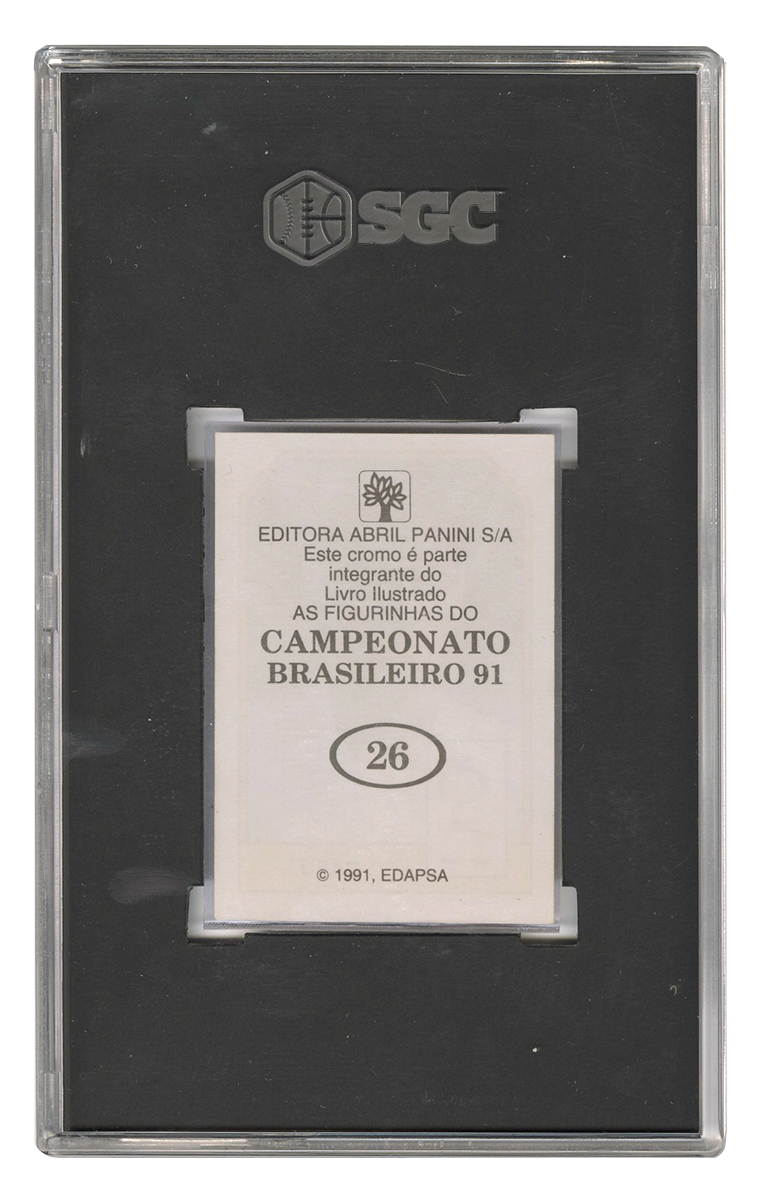 SGC
EDITORA ABRIL PANINI S/A
Este cromo é parte
integrante do
Livro Ilustrado
AS FIGURINHAS DO
CAMPEONATO
BRASILEIRO 91
26
© 1991, EDAPSA